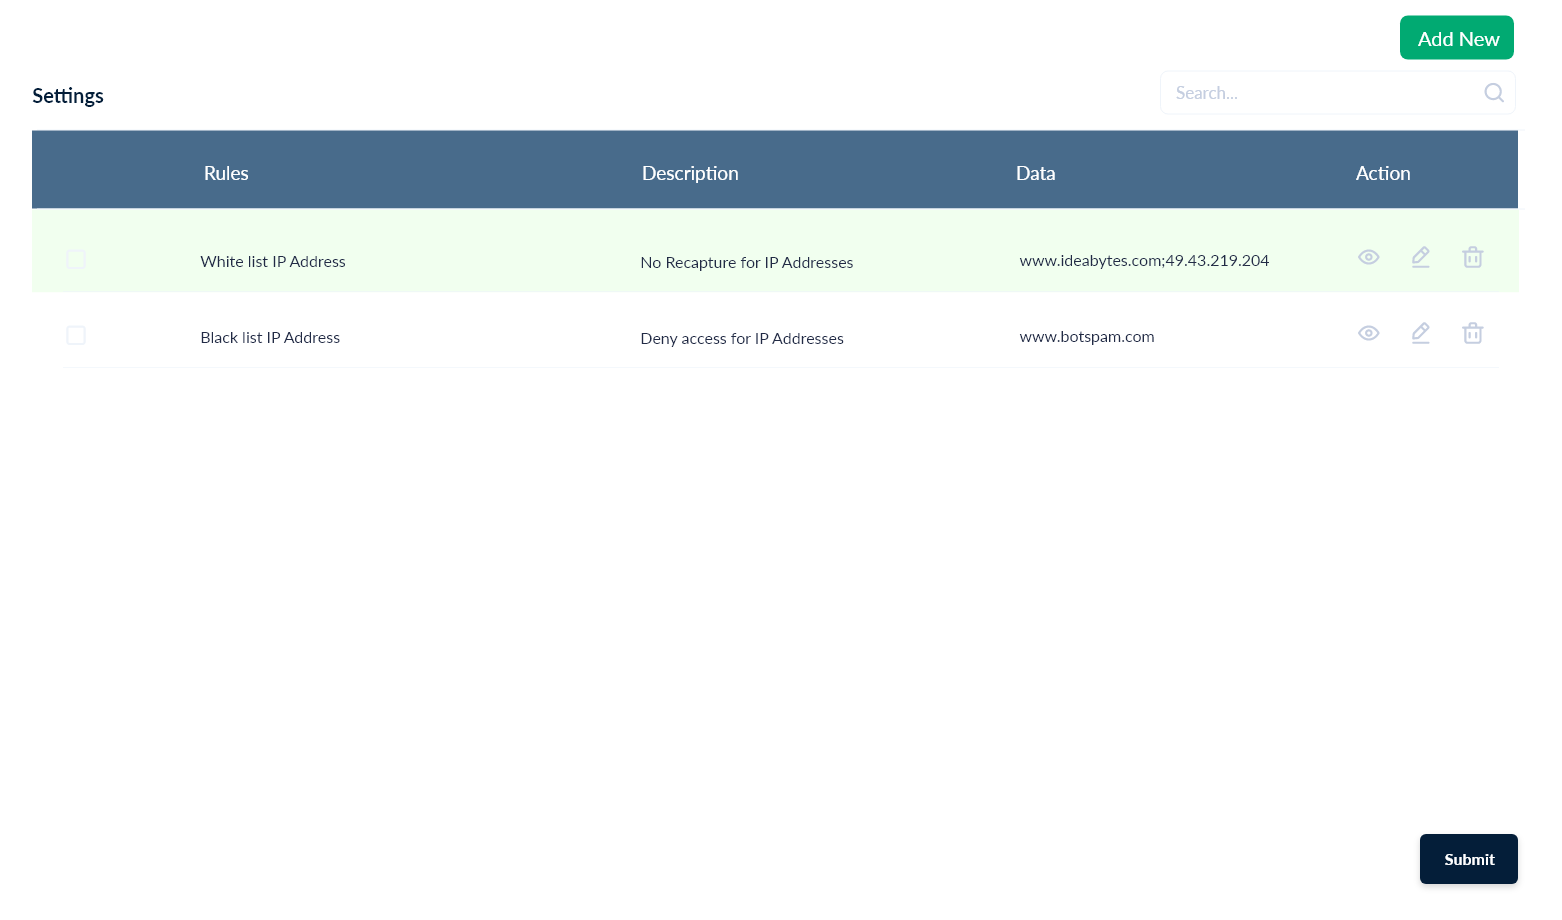 Add New
Settings
Search...
Rules Description Data Action
White list IP Address No Recapture for IP Addresses www.ideabytes.com;49.43.219.204
Black list IP Address Deny access for IP Addresses www.botspam.com
Submit